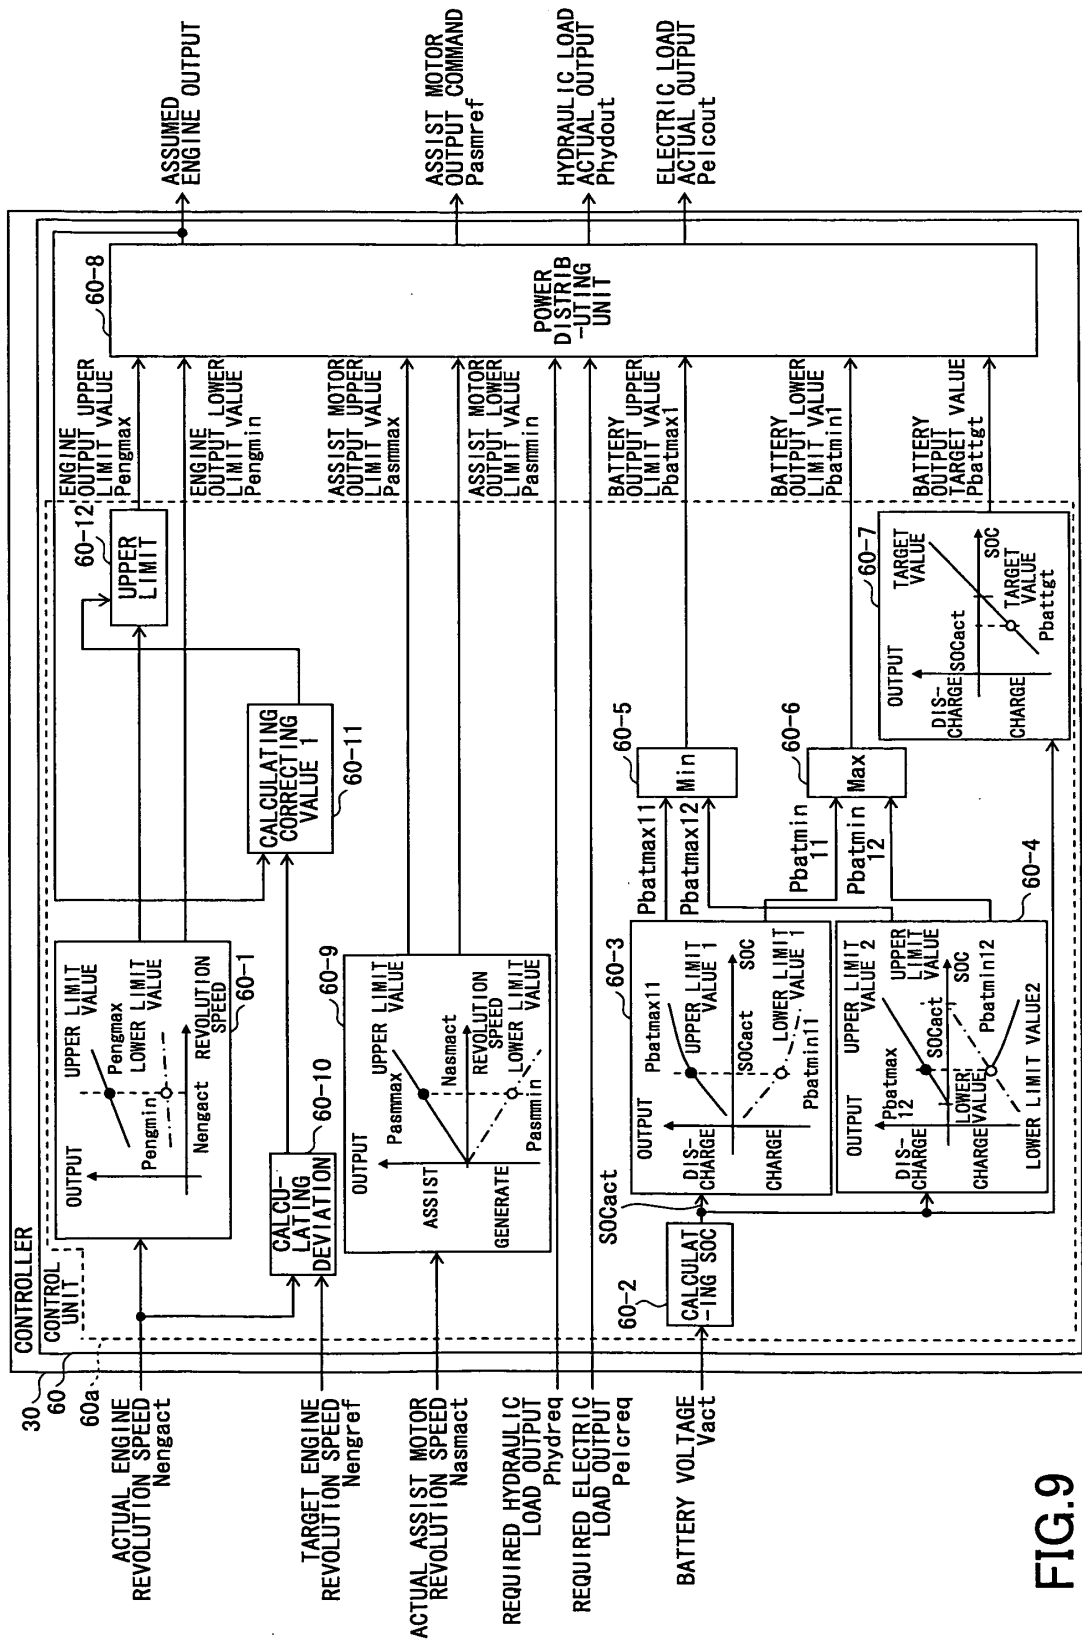 CONTROLLER
CONTROL
UNIT
30
60
60a
ACTUAL ENGINE
REVOLUTION SPEED
Nengact
TARGET ENGINE
REVOLUTION SPEED
Nengref
ACTUAL ASSIST MOTOR
REVOLUTION SPEED
Nasmact
REQUIRED HYDRAULIC
LOAD OUTPUT
Phydreq
REQUIRED ELECTRIC
LOAD OUTPUT
Pelcreq
BATTERY VOLTAGE
Vact
OUTPUT
UPPER LIMIT
VALUE
Pengmax
LOWER LIMIT
VALUE
Pengmin
Nengact
REVOLUTION
SPEED
60-1
CALCU-
LATING
DEVIATION
60-10
CALCULATING
CORRECTING
VALUE 1
60-11
UPPER
LIMIT
60-12
OUTPUT
UPPER LIMIT
VALUE
Pasmmax
Nasmact
ASSIST
REVOLUTION
SPEED
GENERATE
LOWER LIMIT
VALUE
Pasmmin
60-9
CALCULAT
-ING SOC
60-2
SOCact
OUTPUT
Pbatmax11
UPPER LIMIT
VALUE 1
DIS-
CHARGE
SOCact
SOC
CHARGE
LOWER LIMIT
VALUE 1
Pbatmin11
60-3
OUTPUT
UPPER LIMIT
VALUE 2
Pbatmax
12
SOCact
UPPER
LIMIT
VALUE
DIS-
CHARGE
SOC
LOWER
VALUE
CHARGE
Pbatmin12
LOWER LIMIT VALUE2
60-4
Pbatmax11
Pbatmax12
Min
60-5
Pbatmin
11
Pbatmin
12
Max
60-6
OUTPUT
TARGET
VALUE
DIS-
CHARGE
SOCact
SOC
CHARGE
TARGET
VALUE
Pbattgt
60-7
ENGINE
OUTPUT UPPER
LIMIT VALUE
Pengmax
ENGINE
OUTPUT LOWER
LIMIT VALUE
Pengmin
ASSIST MOTOR
OUTPUT UPPER
LIMIT VALUE
Pasmmax
ASSIST MOTOR
OUTPUT LOWER
LIMIT VALUE
Pasmmin
BATTERY
OUTPUT UPPER
LIMIT VALUE
Pbatmax1
BATTERY
OUTPUT LOWER
LIMIT VALUE
Pbatmin1
BATTERY
OUTPUT
TARGET VALUE
Pbattgt
60-8
POWER
DISTRIB
-UTING
UNIT
ASSUMED
ENGINE OUTPUT
ASSIST MOTOR
OUTPUT COMMAND
Pasmref
HYDRAULIC LOAD
ACTUAL OUTPUT
Phydout
ELECTRIC LOAD
ACTUAL OUTPUT
Pelcout
FIG.9